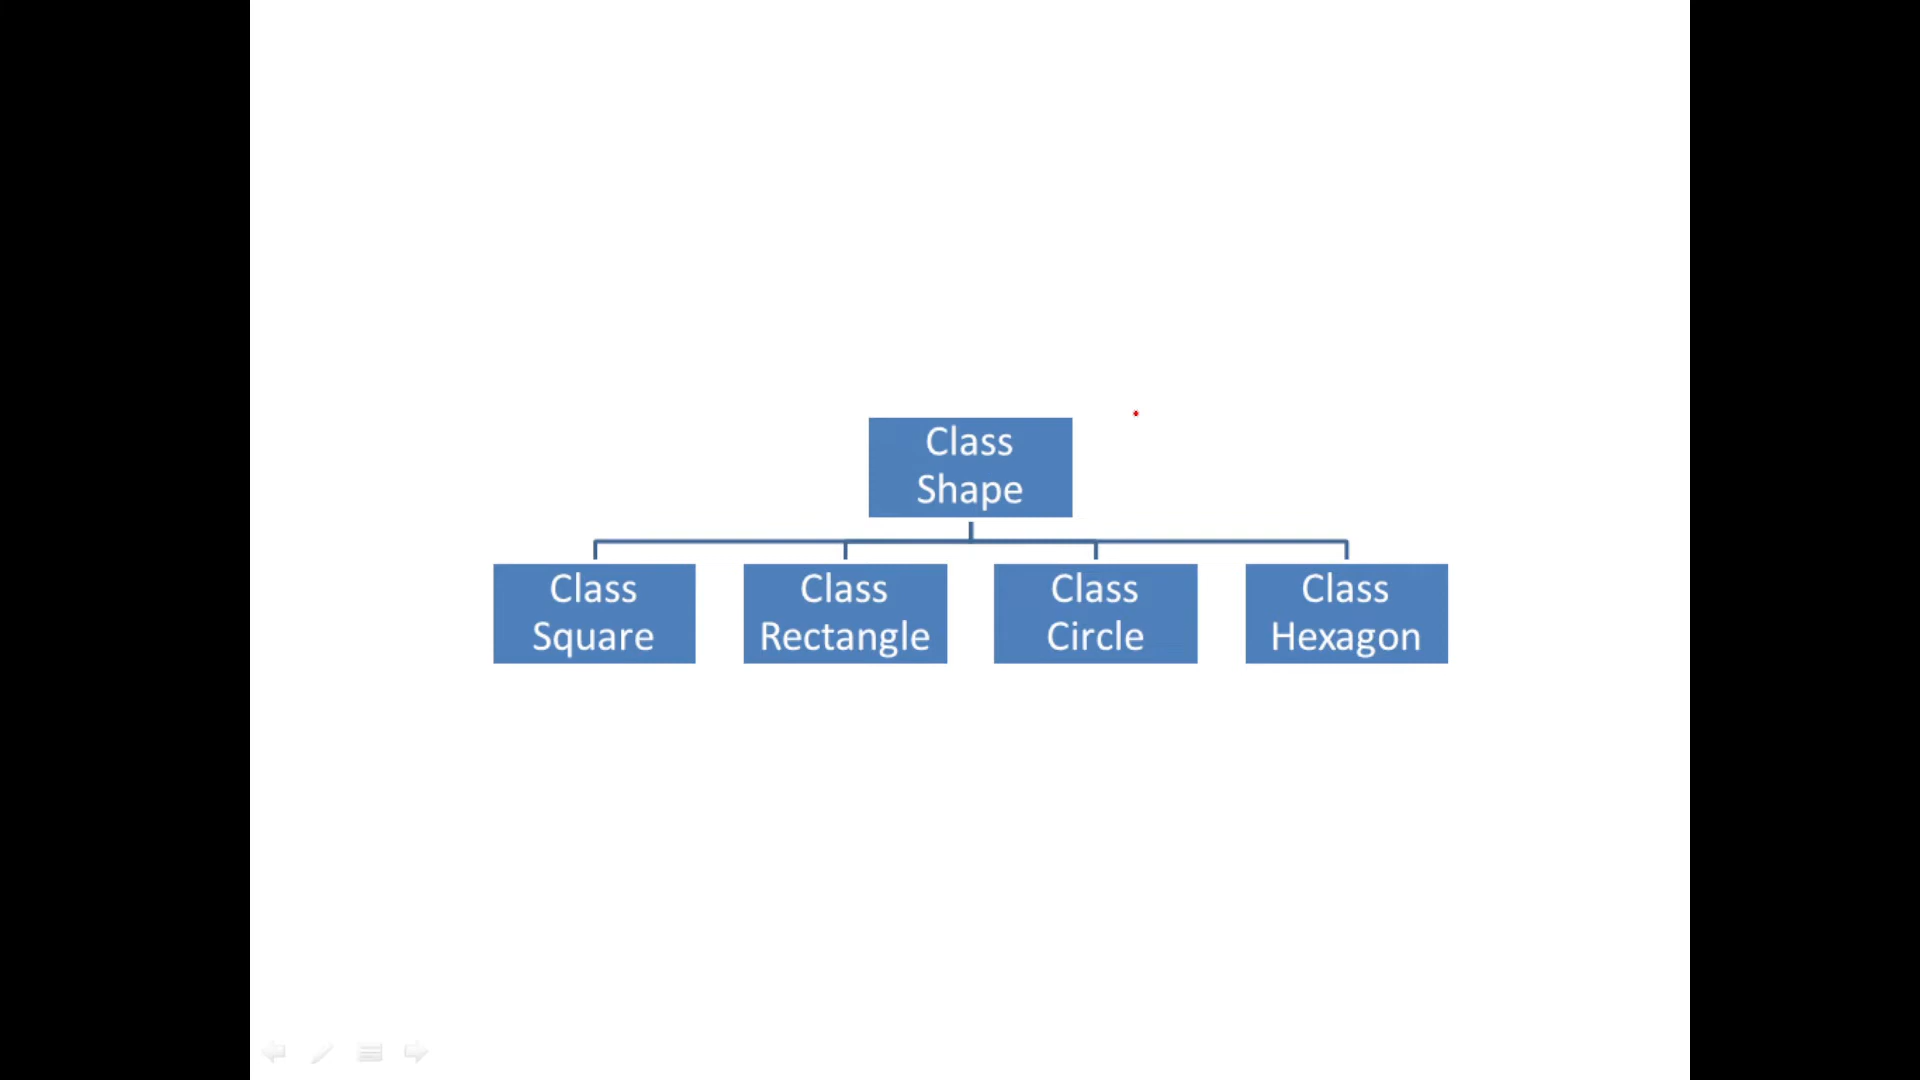 Class
Shape
Class
Square
Class
Rectangle
Class
Circle
Class
Hexagon